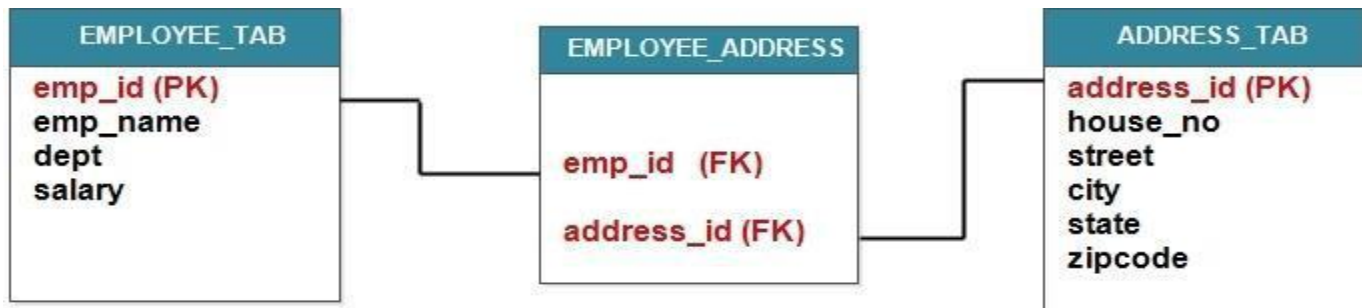 EMPLOYEE_TAB
emp_id (PK)
emp_name
dept
salary
EMPLOYEE_ADDRESS
emp_id (FK)
address_id (FK)
ADDRESS_TAB
address_id (PK)
house_no
street
city
state
zipcode